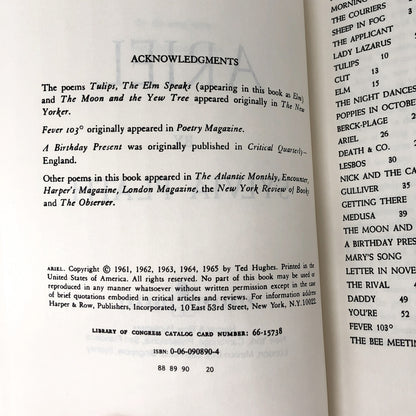 ACKNOWLEDGMENTS
The poems Tulips, The Elm Speaks (appearing in this book as Elm)
and The Moon and the Yew Tree appeared originally in The New
Yorker.
Fever 103° originally appeared in Poetry Magazine.
A Birthday Present was originally published in Critical Quarterly—
England.
Other poems in this book appeared in The Atlantic Monthly, Encounter,
Harper's Magazine, London Magazine, the New York Review of Books
and The Observer.
ARIEL. Copyright © 1961, 1962, 1963, 1964, 1965 by Ted Hughes. Printed in the
United States of America. All rights reserved. No part of this book may be used or
reproduced in any manner whatsoever without written permission except in the case
of brief quotations embodied in critical articles and reviews. For information address
Harper & Row, Publishers, Incorporated, 10 East 53rd Street, New York, N.Y. 10022
LIBRARY OF CONGRESS CATALOG CARD NUMBER: 66-15738
ISBN: 0-06-090890-4
88 89 90 20
MORNING
THE COURIERS
SHEEP IN FOG
THE APPLICANT
LADY LAZARUS
TULIPS 10
CUT 13
ELM 15
THE NIGHT DANCES
POPPIES IN OCTOBER
BERCK-PLAGE
ARIEL 26
DEATH & CO.
LESBOS 30
NICK AND THE CA
GULLIVER 35
GETTING THERE
MEDUSA 39
THE MOON AND
A BIRTHDAY PRESE
MARY'S SONG
LETTER IN NOVE
THE RIVAL
DADDY 49
YOU'RE 52
FEVER 103°
THE BEE MEETIN